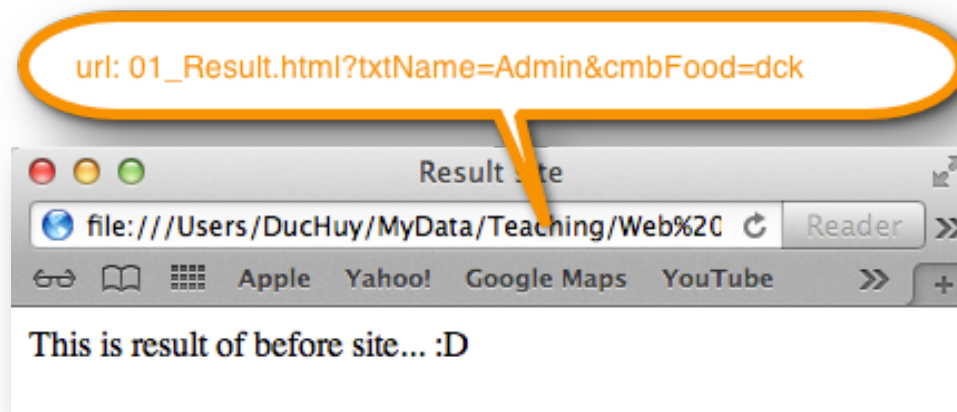 url: 01_Result.html?txtName=Admin&cmbFood=dck
Result
file:///Users/DucHuy/MyData/Teaching/Web%20 Reader
Apple Yahoo! Google Maps YouTube
This is result of before site... :D